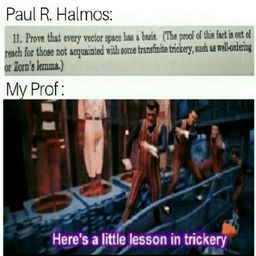 Paul R. Halmos:
11. Prove that every vector space has a basis. (The proof of this fact is out of
reach for those not acquainted with some transfinite trickery, such as well-ordering
or Zorn's lemma.)
My Prof:
Here's a little lesson in trickery